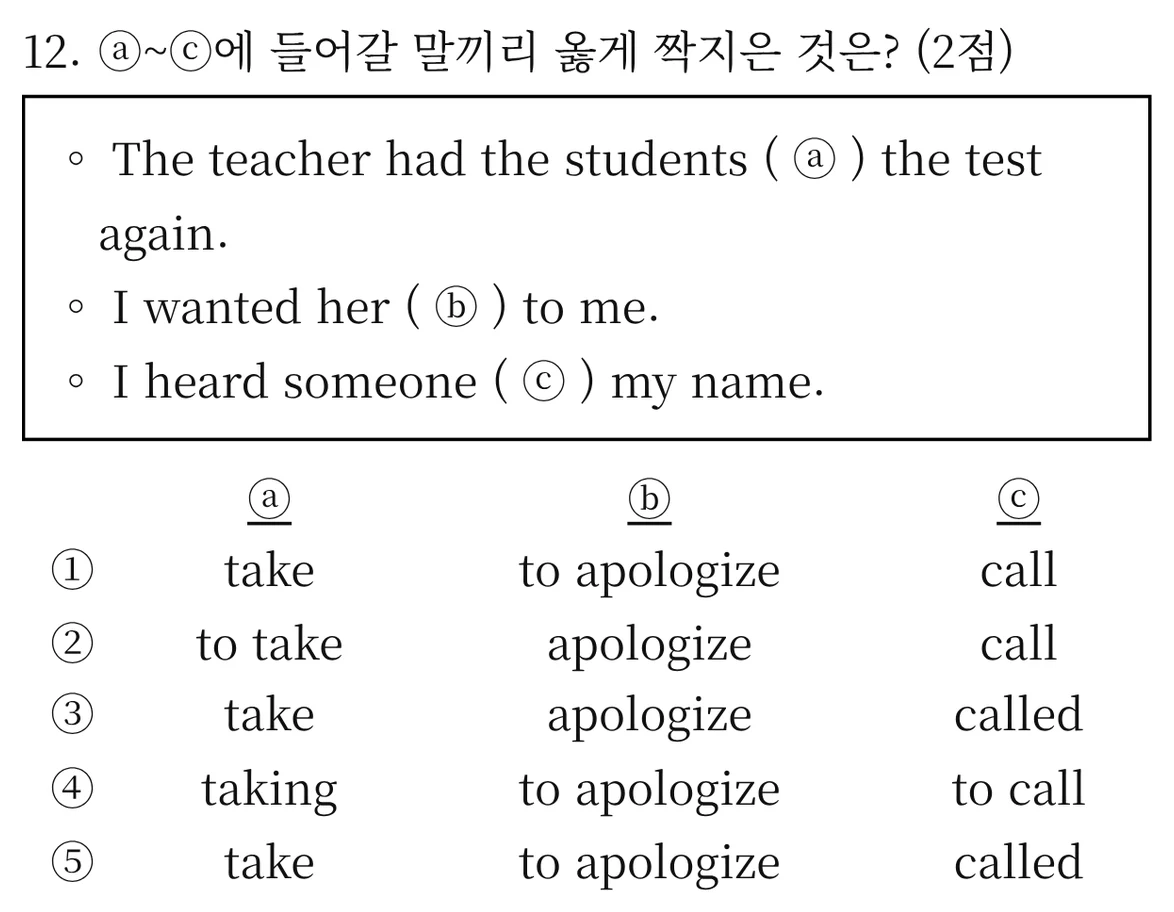 12. ⓐ~ⓒ에 들어갈 말끼리 옳게 짝지은 것은? (2점)
◦ The teacher had the students ( ⓐ ) the test
again.
◦ I wanted her ( ⓑ ) to me.
◦ I heard someone ( ⓒ ) my name.
ⓐ ⓑ ⓒ
① take to apologize call
② to take apologize call
③ take apologize called
④ taking to apologize to call
⑤ take to apologize called